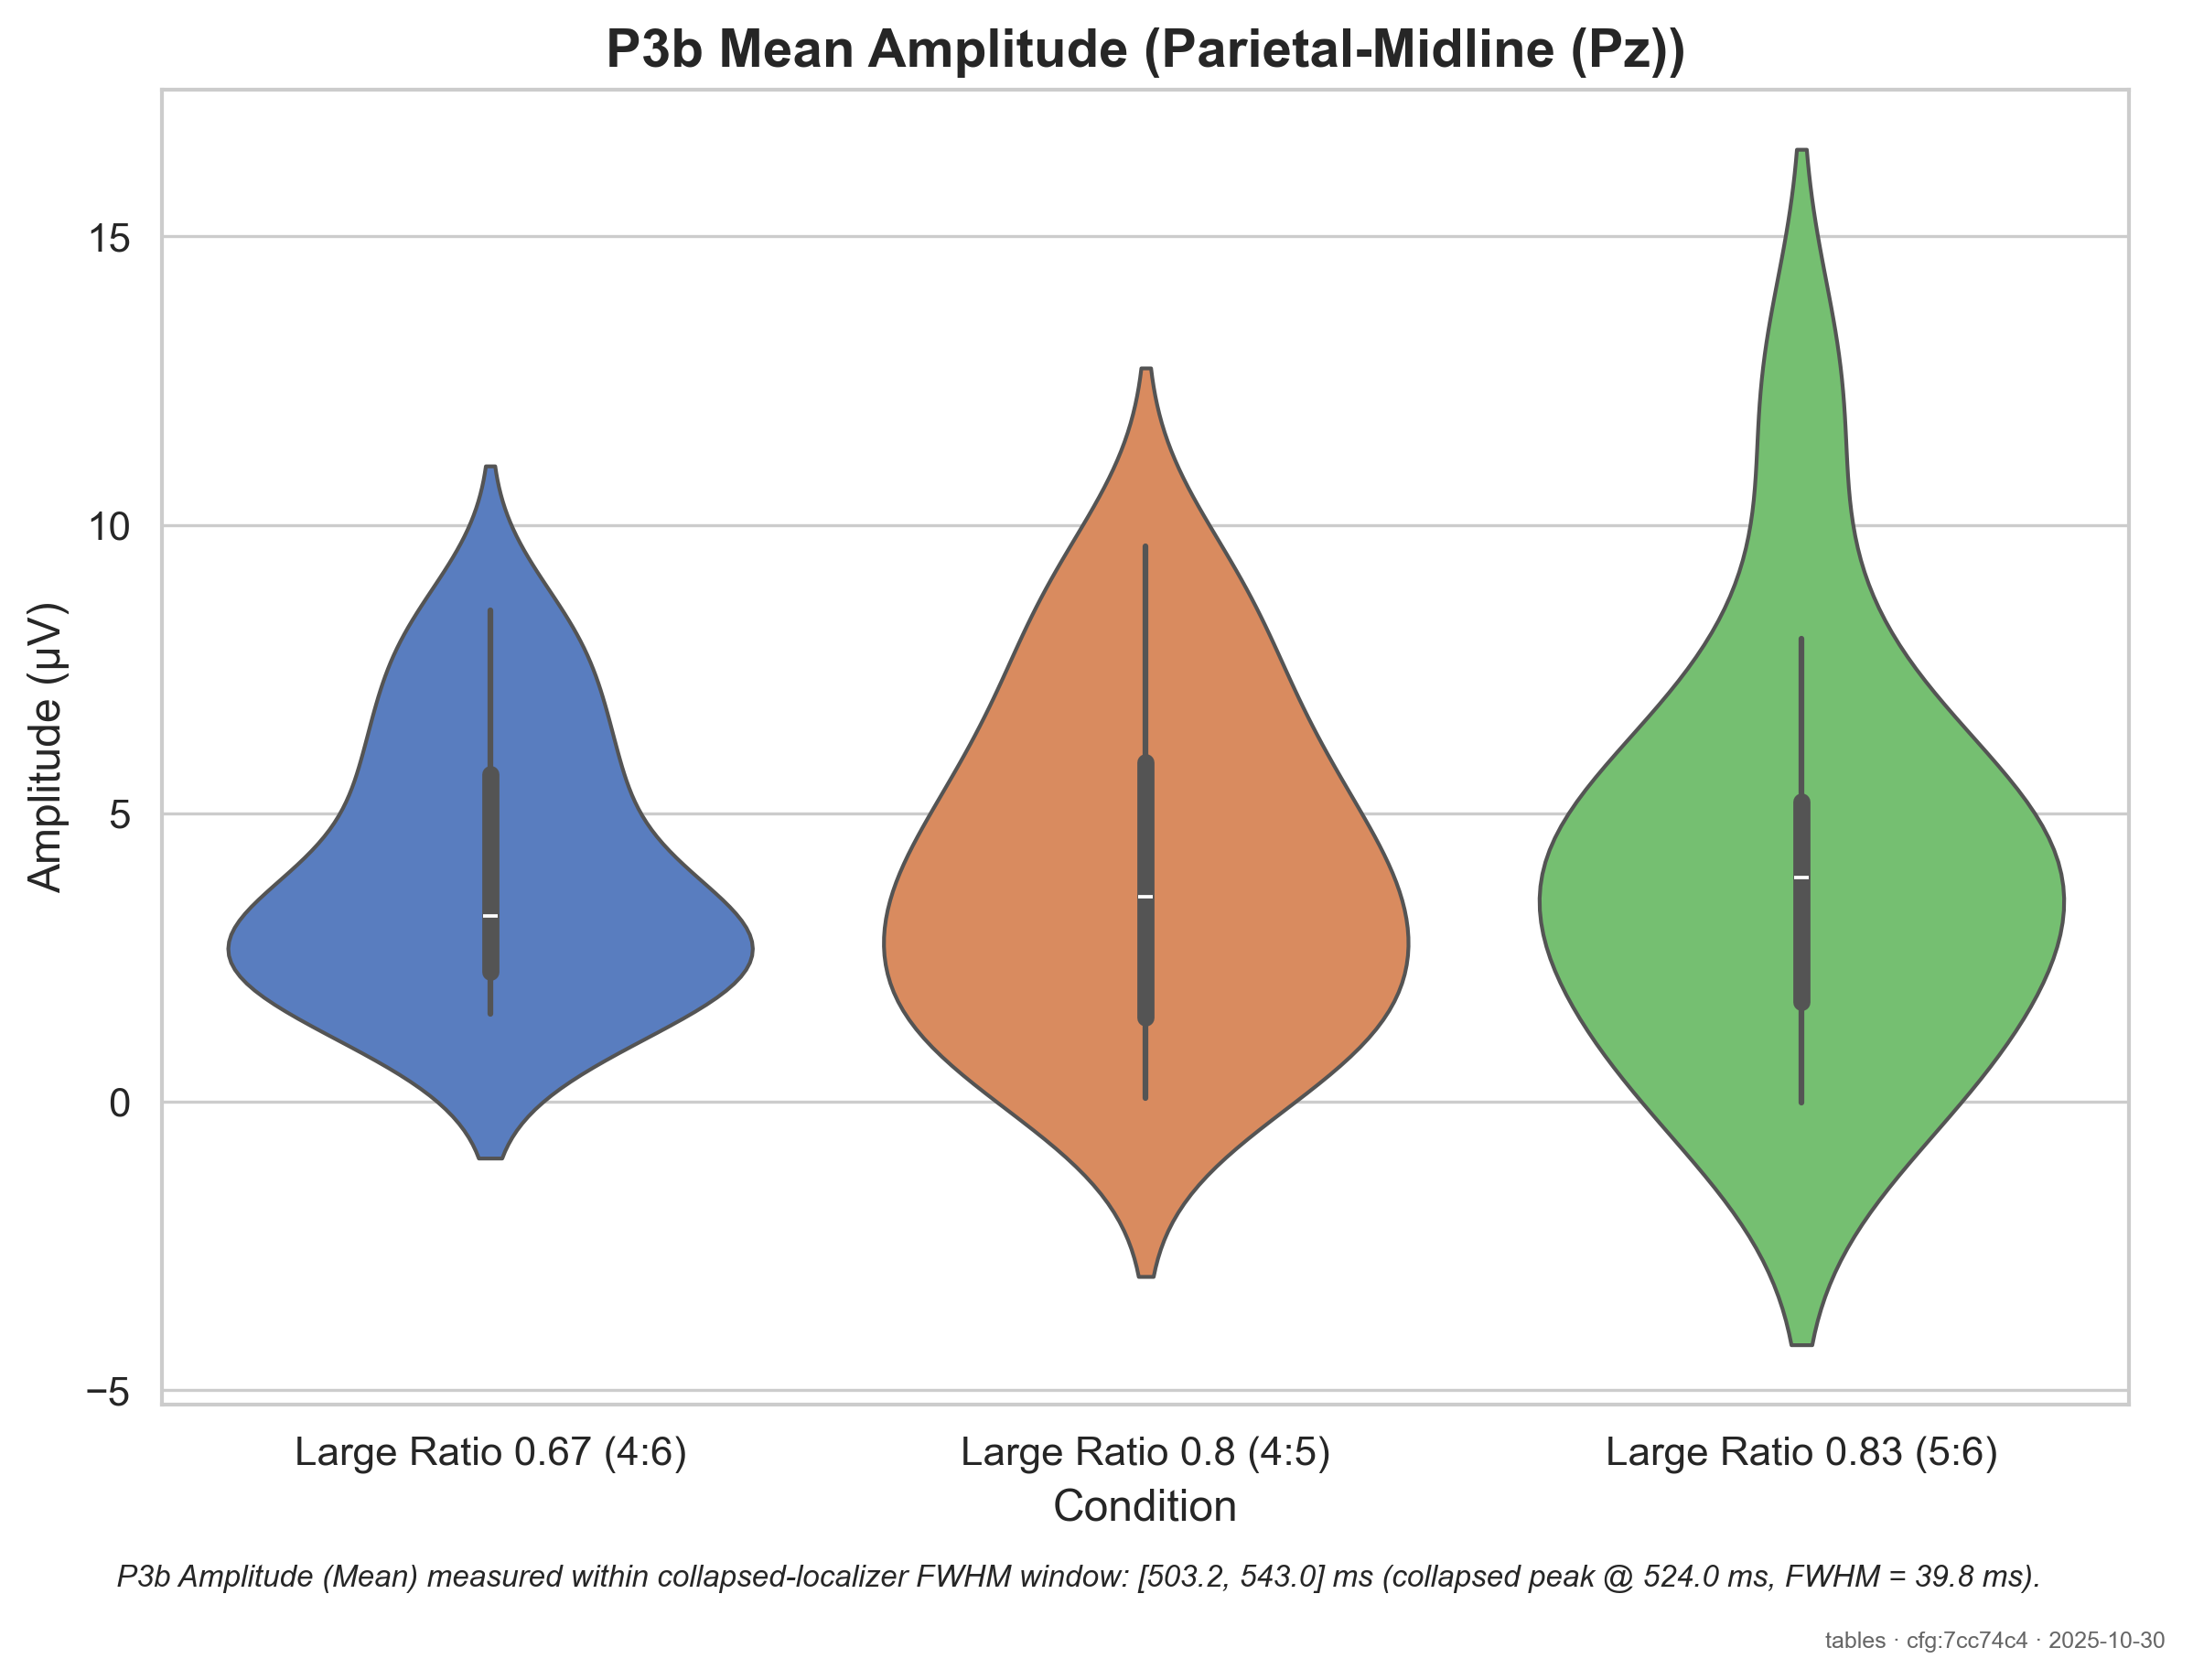 P3b Mean Amplitude (Parietal-Midline (Pz))
Amplitude (µV)
15
10
5
0
−5
Large Ratio 0.67 (4:6)
Large Ratio 0.8 (4:5)
Large Ratio 0.83 (5:6)
Condition
P3b Amplitude (Mean) measured within collapsed-localizer FWHM window: [503.2, 543.0] ms (collapsed peak @ 524.0 ms, FWHM = 39.8 ms).
tables · cfg:7cc74c4 · 2025-10-30